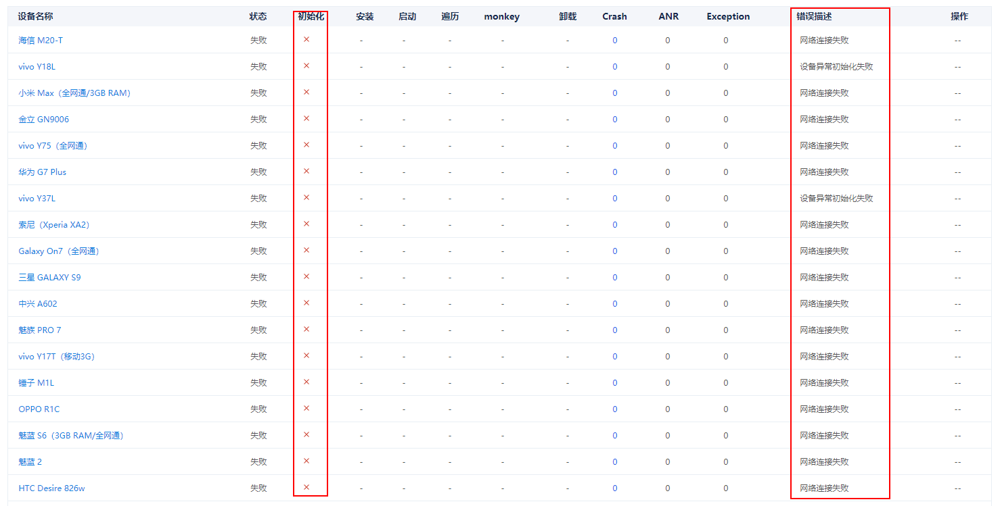 设备名称 状态 初始化 安装 启动 遍历 monkey 卸载 Crash ANR Exception 错误描述 操作
海信 M20-T 失败 × - - - - - 0 0 0 网络连接失败 --
vivo Y18L 失败 × - - - - - 0 0 0 设备异常初始化失败 --
小米 Max（全网通/3GB RAM） 失败 × - - - - - 0 0 0 网络连接失败 --
金立 GN9006 失败 × - - - - - 0 0 0 网络连接失败 --
vivo Y75（全网通） 失败 × - - - - - 0 0 0 网络连接失败 --
华为 G7 Plus 失败 × - - - - - 0 0 0 网络连接失败 --
vivo Y37L 失败 × - - - - - 0 0 0 设备异常初始化失败 --
索尼（Xperia XA2） 失败 × - - - - - 0 0 0 网络连接失败 --
Galaxy On7（全网通） 失败 × - - - - - 0 0 0 网络连接失败 --
三星 GALAXY S9 失败 × - - - - - 0 0 0 网络连接失败 --
中兴 A602 失败 × - - - - - 0 0 0 网络连接失败 --
魅族 PRO 7 失败 × - - - - - 0 0 0 网络连接失败 --
vivo Y17T（移动3G） 失败 × - - - - - 0 0 0 网络连接失败 --
锤子 M1L 失败 × - - - - - 0 0 0 网络连接失败 --
OPPO R1C 失败 × - - - - - 0 0 0 网络连接失败 --
魅蓝 S6（3GB RAM/全网通） 失败 × - - - - - 0 0 0 网络连接失败 --
魅蓝 2 失败 × - - - - - 0 0 0 网络连接失败 --
HTC Desire 826w 失败 × - - - - - 0 0 0 网络连接失败 --